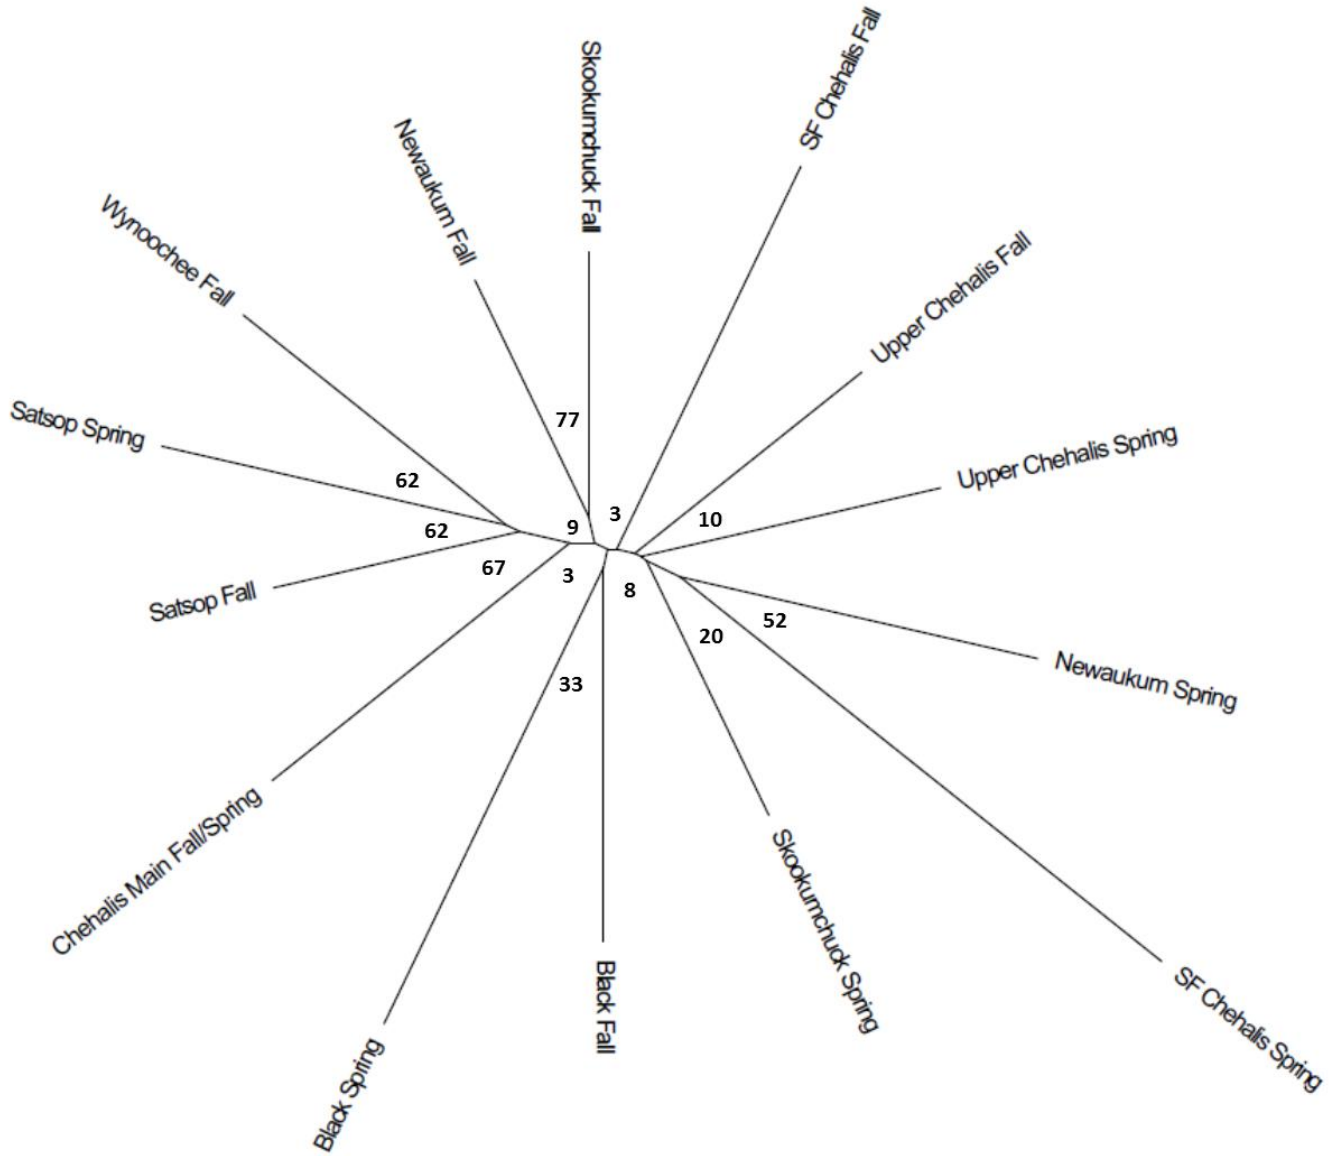 SF Chehalis Fall
Skookumchuck Fall
Newaukum Fall
Wynoochee Fall
Upper Chehalis Fall
Satsop Spring
Upper Chehalis Spring
77
62
3
10
9
62
67
3
8
Satsop Fall
52
20
Newaukum Spring
33
Chehalis Main Fall/Spring
Skookumchuck Spring
Black Fall
SF Chehalis Spring
Black Spring